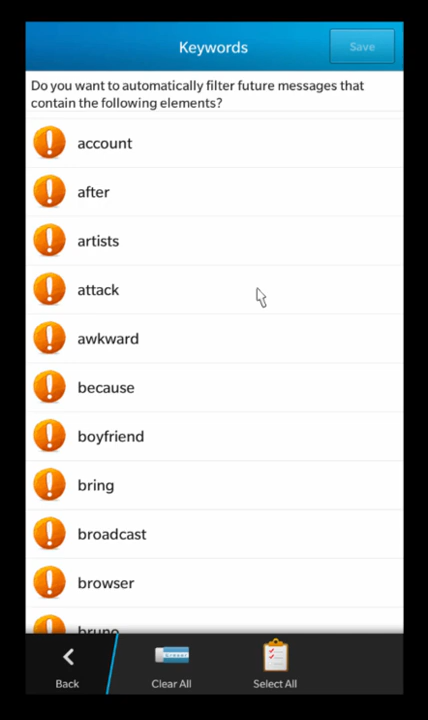 Keywords
Save
Do you want to automatically filter future messages that
contain the following elements?
account
after
artists
attack
awkward
because
boyfriend
bring
broadcast
browser
bruno
Back
Clear All
Select All